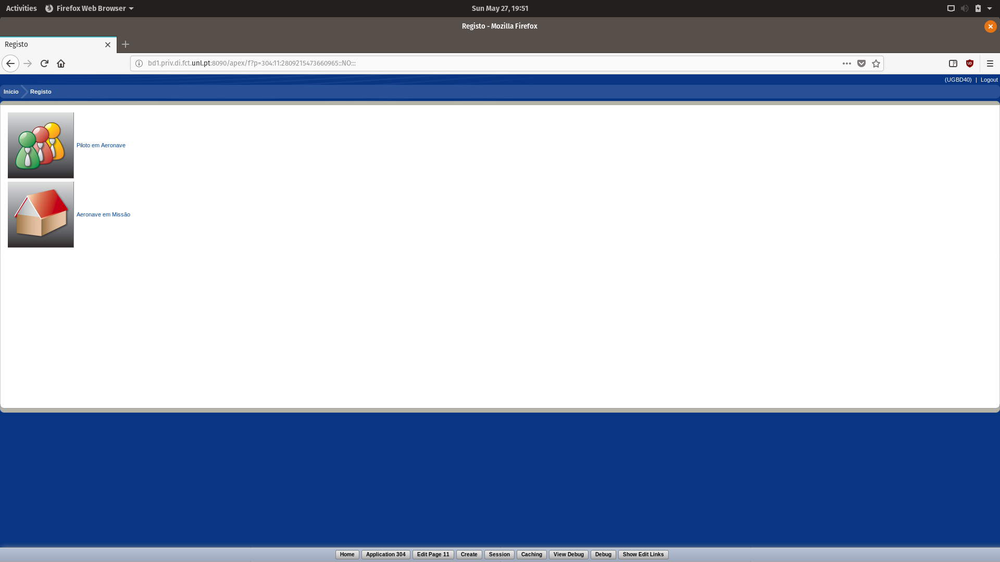 Activities Firefox Web Browser Sun May 27, 19:51
Registo - Mozilla Firefox
Registo
bd1.priv.di.fct.unl.pt:8090/apex/f?p=304:11:2809215473660965::NO:::
(UGBD40) | Logout
Inicio Registo
Piloto em Aeronave
Aeronave em Missão
Home Application 304 Edit Page 11 Create Session Caching View Debug Debug Show Edit Links